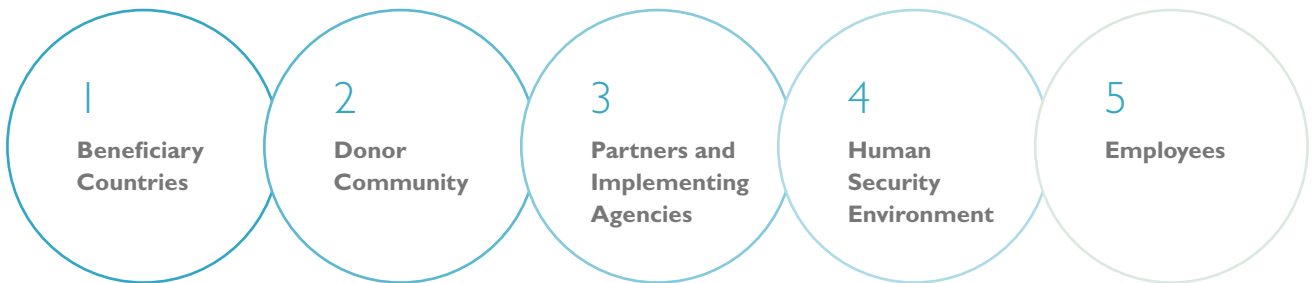 1
Beneficiary
Countries
2
Donor
Community
3
Partners and
Implementing
Agencies
4
Human
Security
Environment
5
Employees